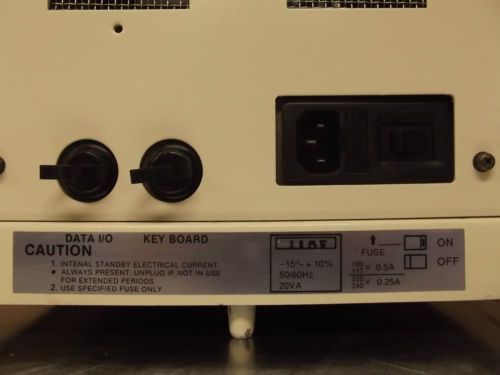 DATA I/O KEY BOARD
CAUTION
1. INTENAL STANDBY ELECTRICAL CURRENT
● ALWAYS PRESENT. UNPLUG IF NOT IN USE
FOR EXTENDED PERIODS.
2. USE SPECIFIED FUSE ONLY
-15~+10%
50/60Hz
20VA
FUSE
100
117 V 0.5A
220
240 V 0.25A
ON
OFF